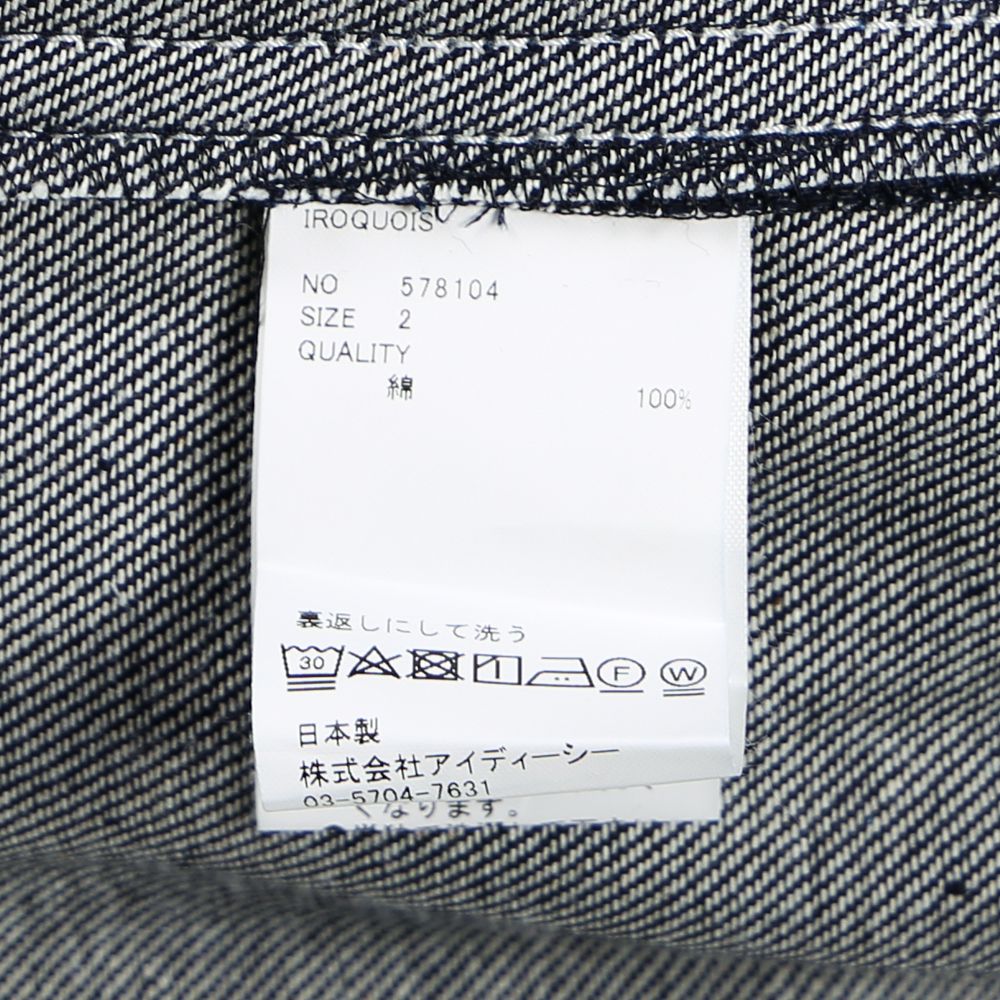 IROQUOIS
NO 578104
SIZE 2
QUALITY
綿 100%
裏返しにして洗う
30 F W
日本製
株式会社アイディーシー
03-5704-7631
くなります。